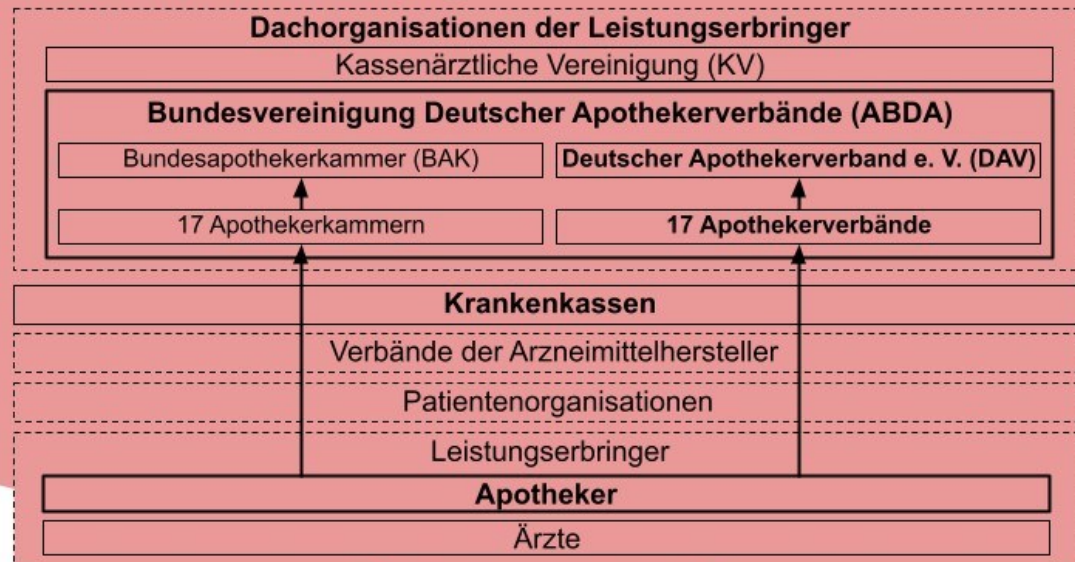 Dachorganisationen der Leistungserbringer
Kassenärztliche Vereinigung (KV)
Bundesvereinigung Deutscher Apothekerverbände (ABDA)
Bundesapothekerkammer (BAK)
Deutscher Apothekerverband e. V. (DAV)
17 Apothekerkammern
17 Apothekerverbände
Krankenkassen
Verbände der Arzneimittelhersteller
Patientenorganisationen
Leistungserbringer
Apotheker
Ärzte